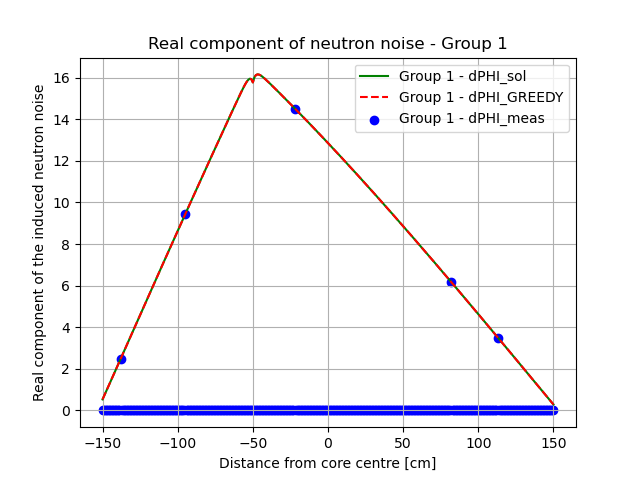 Real component of neutron noise - Group 1
Real component of the induced neutron noise
16
14
12
10
8
6
4
2
0
Group 1 - dPHI_sol
Group 1 - dPHI_GREEDY
Group 1 - dPHI_meas
−150
−100
−50
0
50
100
150
Distance from core centre [cm]